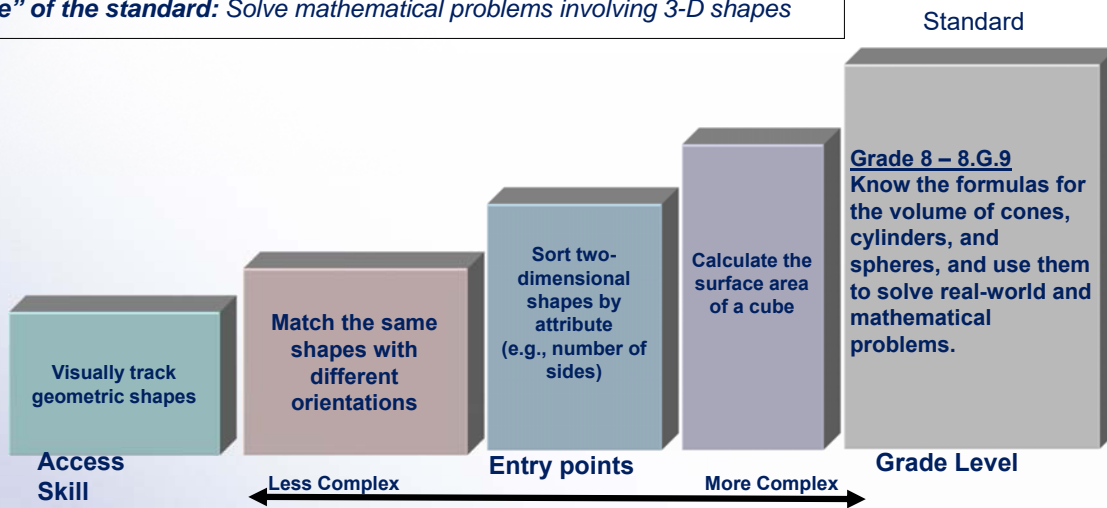 e” of the standard: Solve mathematical problems involving 3-D shapes
Standard
Visually track
geometric shapes
Match the same
shapes with
different
orientations
Sort two-
dimensional
shapes by
attribute
(e.g., number of
sides)
Calculate the
surface area
of a cube
Grade 8 – 8.G.9
Know the formulas for
the volume of cones,
cylinders, and
spheres, and use them
to solve real-world and
mathematical
problems.
Access
Skill
Entry points
Grade Level
Less Complex
More Complex